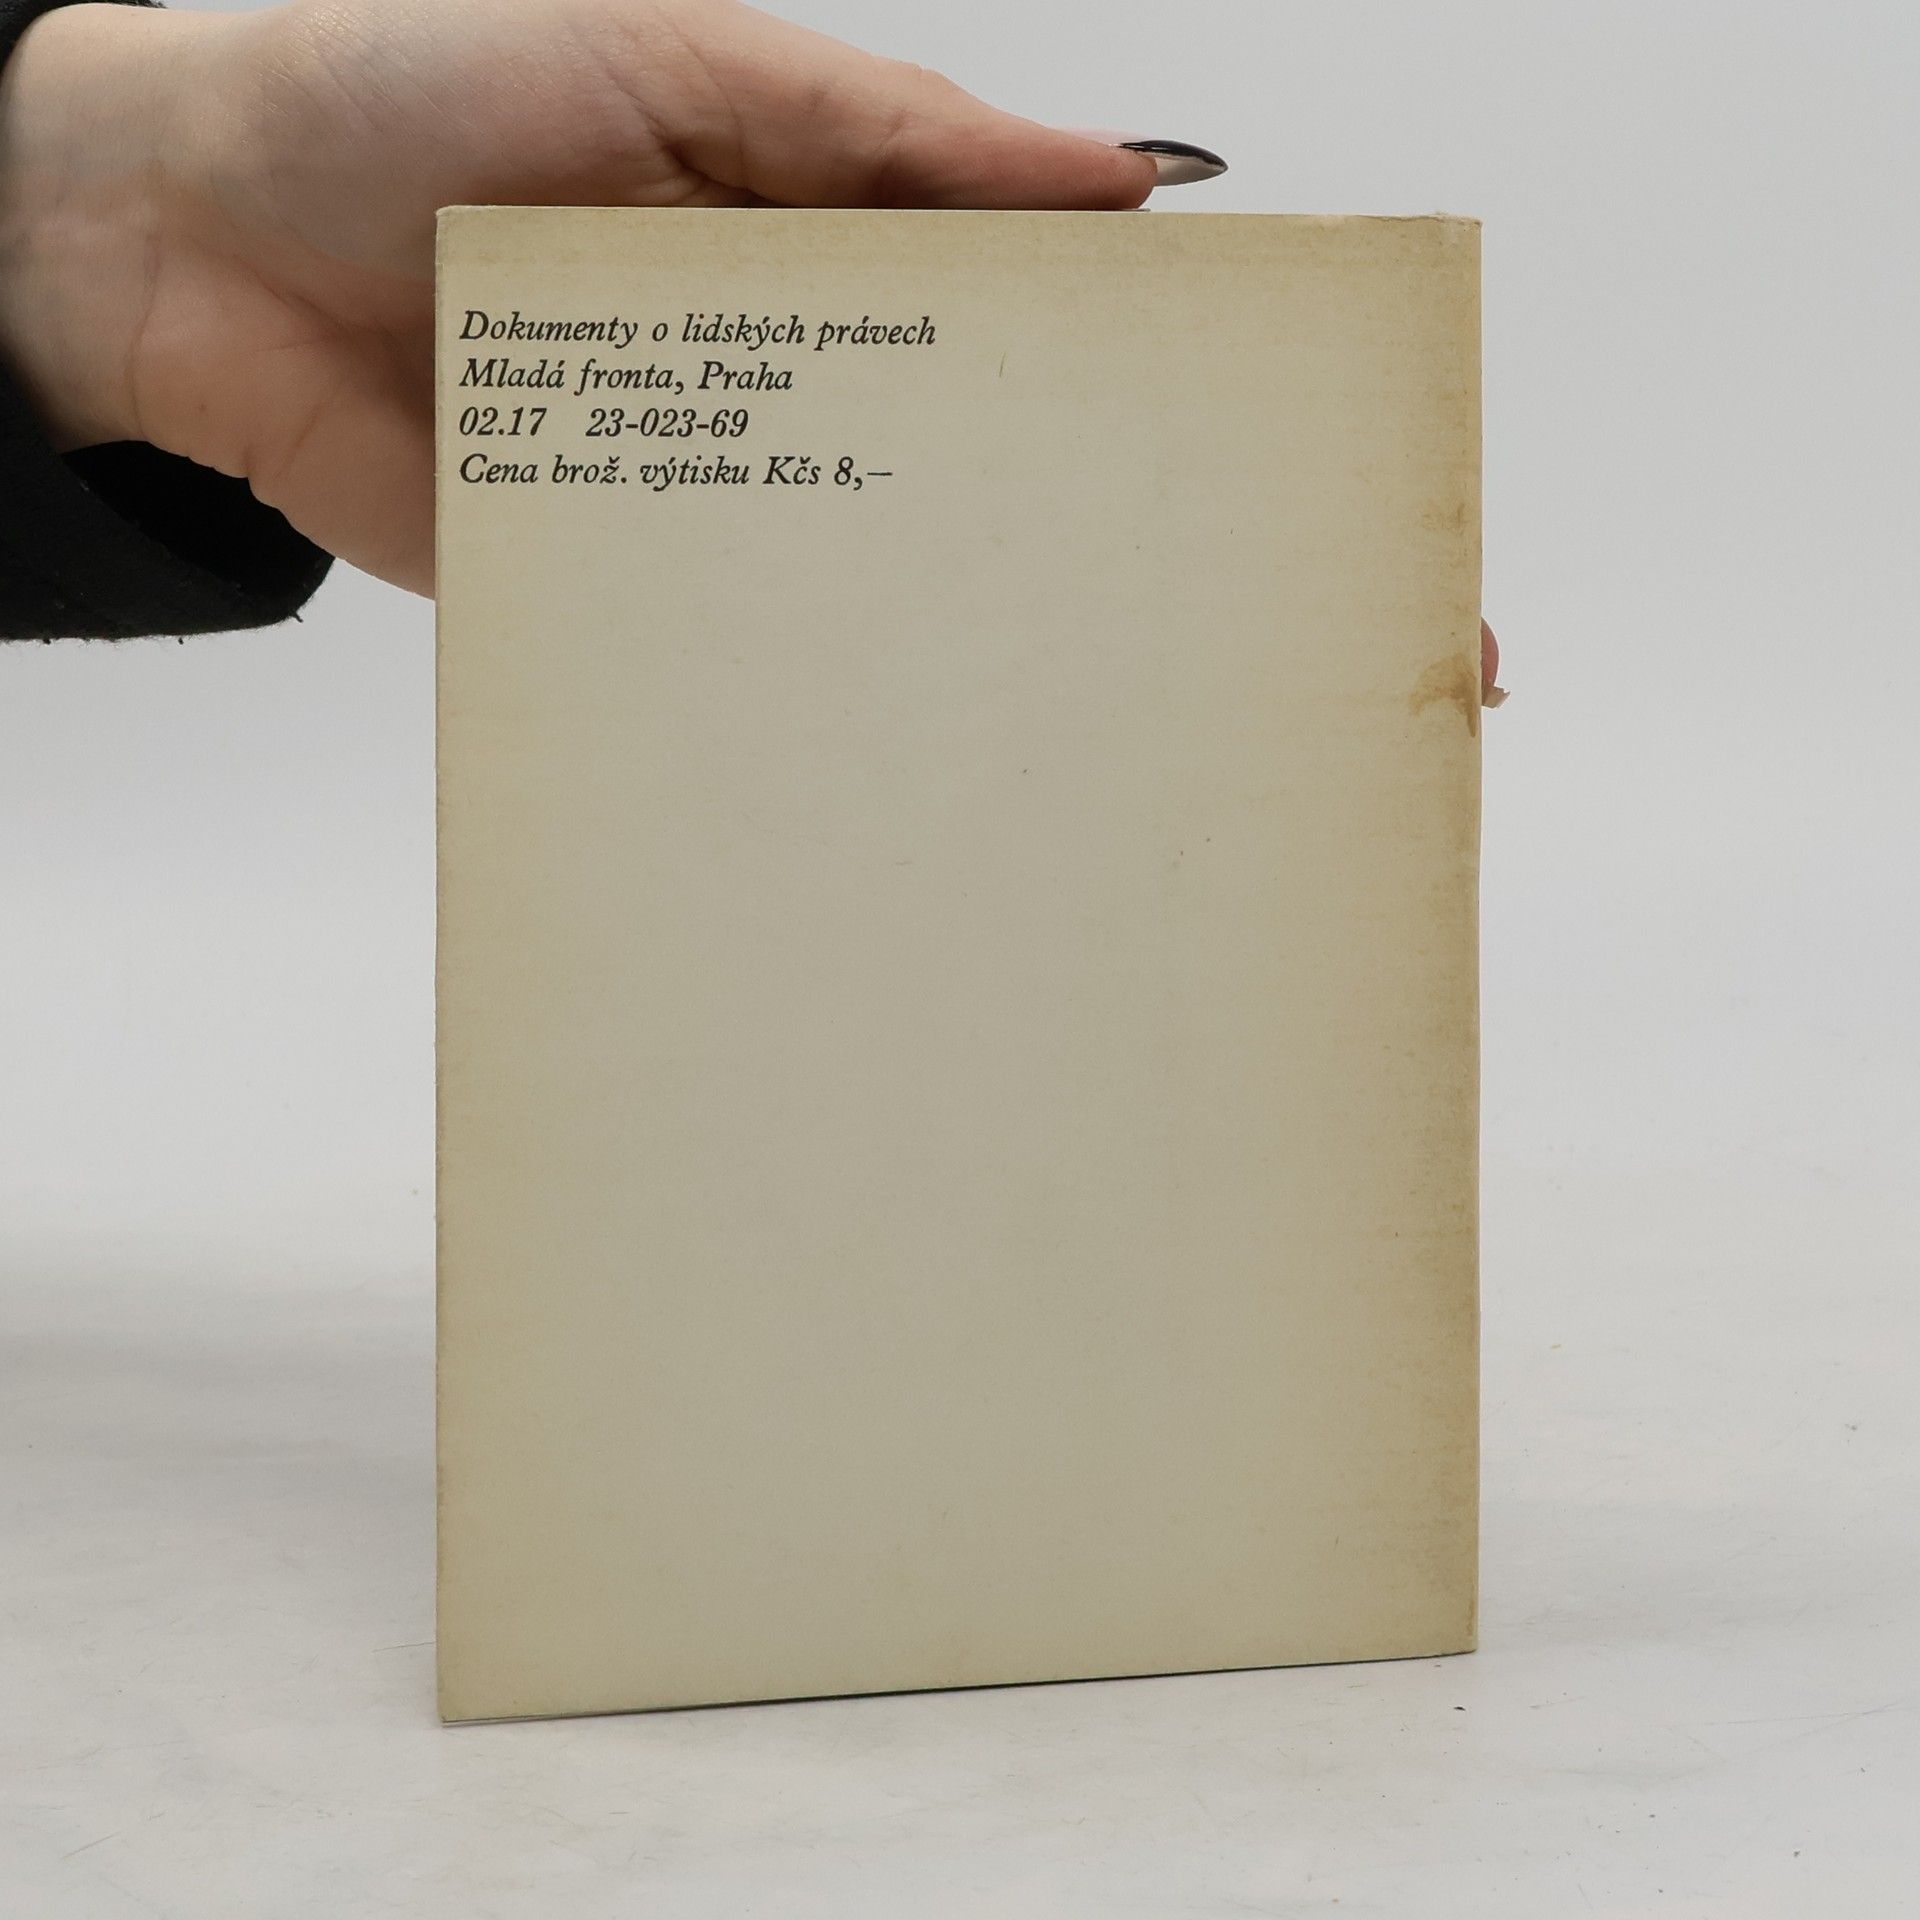 Dokumenty o lidských právech
Mladá fronta, Praha
02.17 23-023-69
Cena brož. výtisku Kčs 8,—